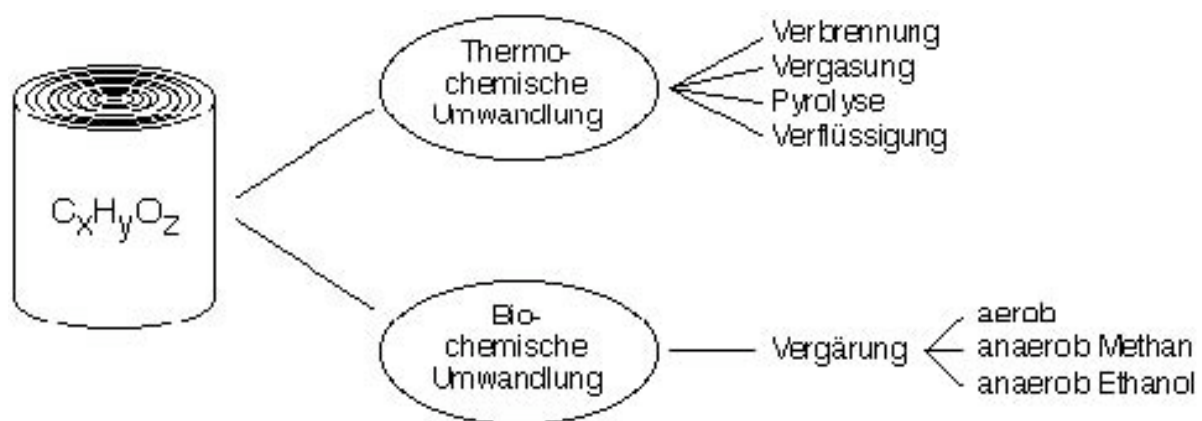 Thermo-
chemische
Umwandlung
Verbrennung
Vergasung
Pyrolyse
Verflüssigung
CxHyOz
Bio-
chemische
Umwandlung
Vergärung
aerob
anaerob Methan
anaerob Ethanol